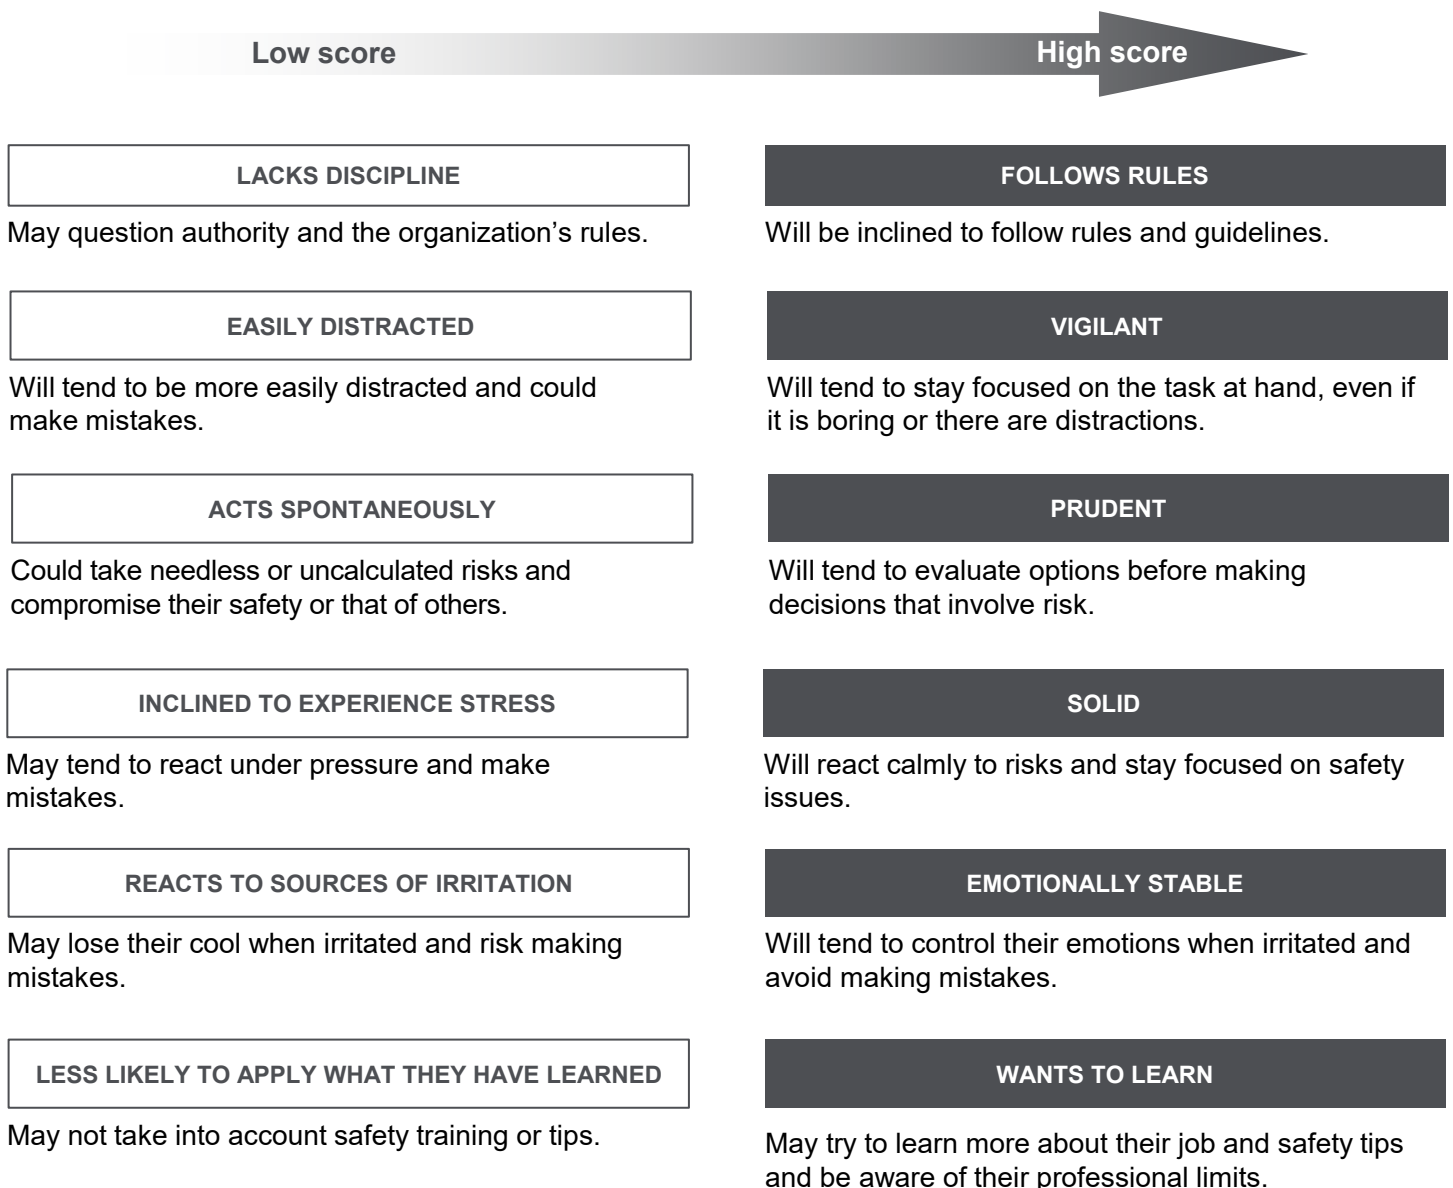 Low score
High score
LACKS DISCIPLINE
FOLLOWS RULES
May question authority and the organization’s rules.
Will be inclined to follow rules and guidelines.
EASILY DISTRACTED
VIGILANT
Will tend to be more easily distracted and could
make mistakes.
Will tend to stay focused on the task at hand, even if
it is boring or there are distractions.
ACTS SPONTANEOUSLY
PRUDENT
Could take needless or uncalculated risks and
compromise their safety or that of others.
Will tend to evaluate options before making
decisions that involve risk.
INCLINED TO EXPERIENCE STRESS
SOLID
May tend to react under pressure and make
mistakes.
Will react calmly to risks and stay focused on safety
issues.
REACTS TO SOURCES OF IRRITATION
EMOTIONALLY STABLE
May lose their cool when irritated and risk making
mistakes.
Will tend to control their emotions when irritated and
avoid making mistakes.
LESS LIKELY TO APPLY WHAT THEY HAVE LEARNED
WANTS TO LEARN
May not take into account safety training or tips.
May try to learn more about their job and safety tips
and be aware of their professional limits.